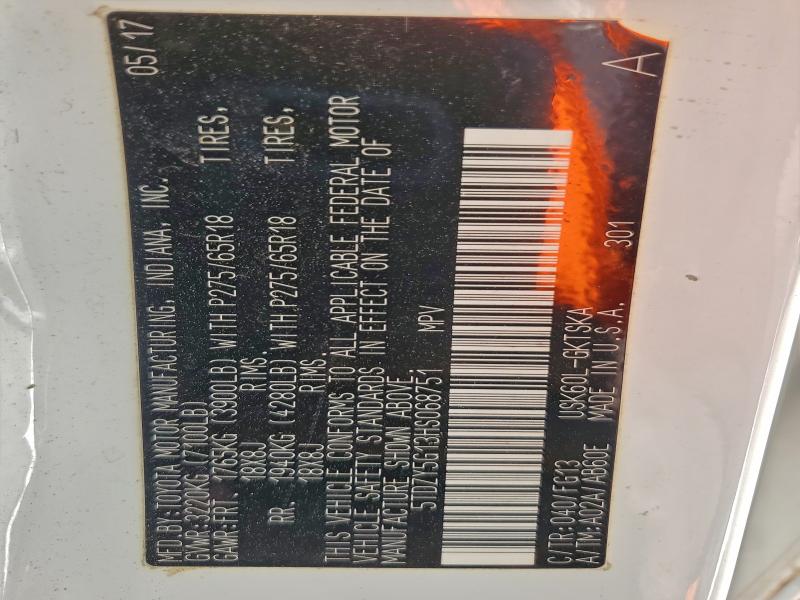 MFD.BY:TOYOTA MOTOR MANUFACTURING, INDIANA, INC. 05/17
GVWR:3220KG(7100LB)
GAWR:FRT 1765KG (3900LB) WITH P275/65R18 TIRES,
18X8J RIMS.
RR. 1940KG (4280LB) WITH P275/65R18 TIRES,
18X8J RIMS.
THIS VEHICLE CONFORMS TO ALL APPLICABLE FEDERAL MOTOR
VEHICLE SAFETY STANDARDS IN EFFECT ON THE DATE OF
MANUFACTURE SHOWN ABOVE.
5TDZY5G13HS068751 MPV
C/TR:040/FG13 USK60L-GKTSKA
A/TM:A02A/AB60E MADE IN U.S.A. 301 A